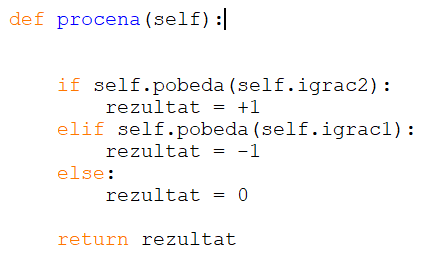 def procena(self):
if self.pobeda(self.igrac2):
rezultat = +1
elif self.pobeda(self.igrac1):
rezultat = -1
else:
rezultat = 0
return rezultat